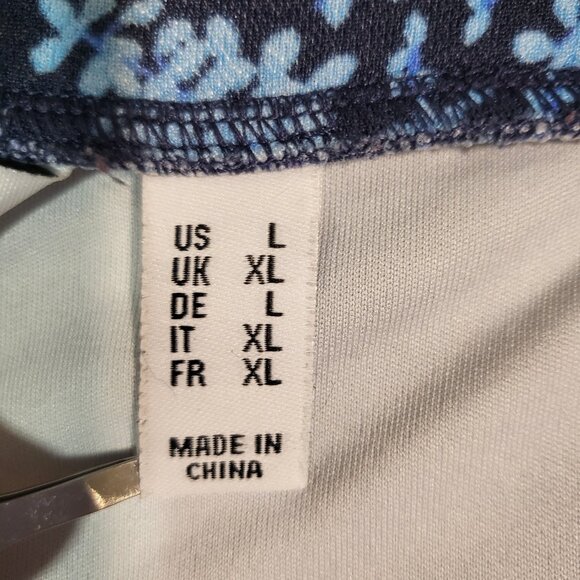 US L
UK XL
DE L
IT XL
FR XL
MADE IN
CHINA